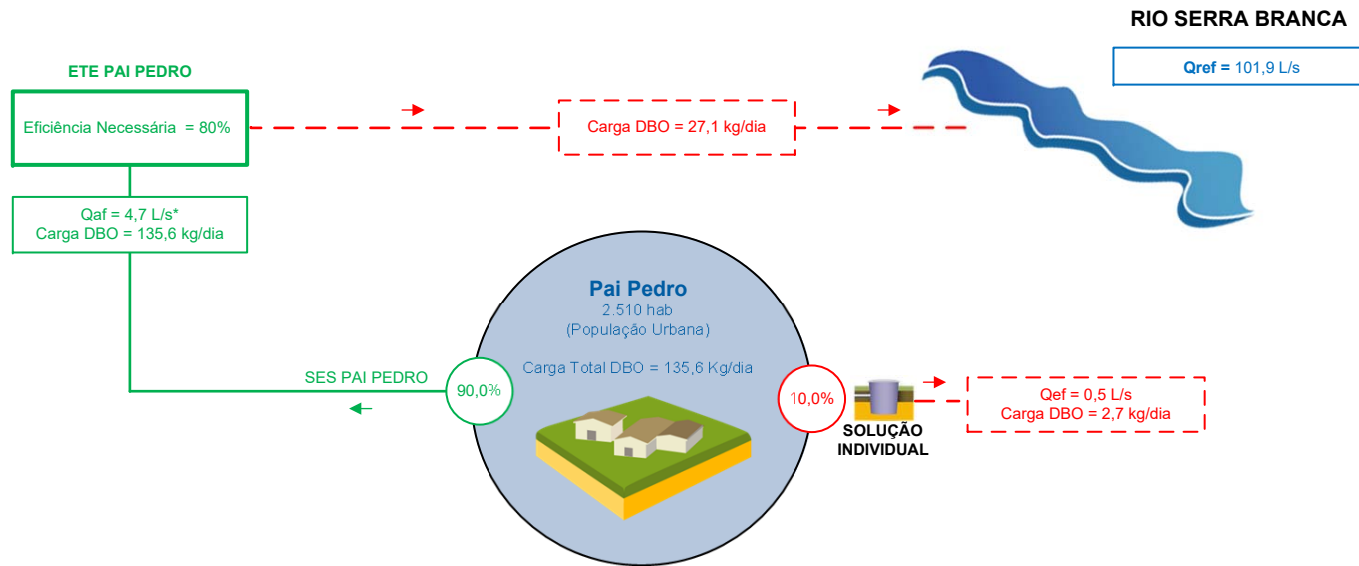 RIO SERRA BRANCA
Qref = 101,9 L/s
ETE PAI PEDRO
Eficiência Necessária = 80%
Carga DBO = 27,1 kg/dia
Qaf = 4,7 L/s*
Carga DBO = 135,6 kg/dia
Pai Pedro
2.510 hab
(População Urbana)
Carga Total DBO = 135,6 Kg/dia
SES PAI PEDRO
90,0%
10,0%
SOLUÇÃO
INDIVIDUAL
Qef = 0,5 L/s
Carga DBO = 2,7 kg/dia